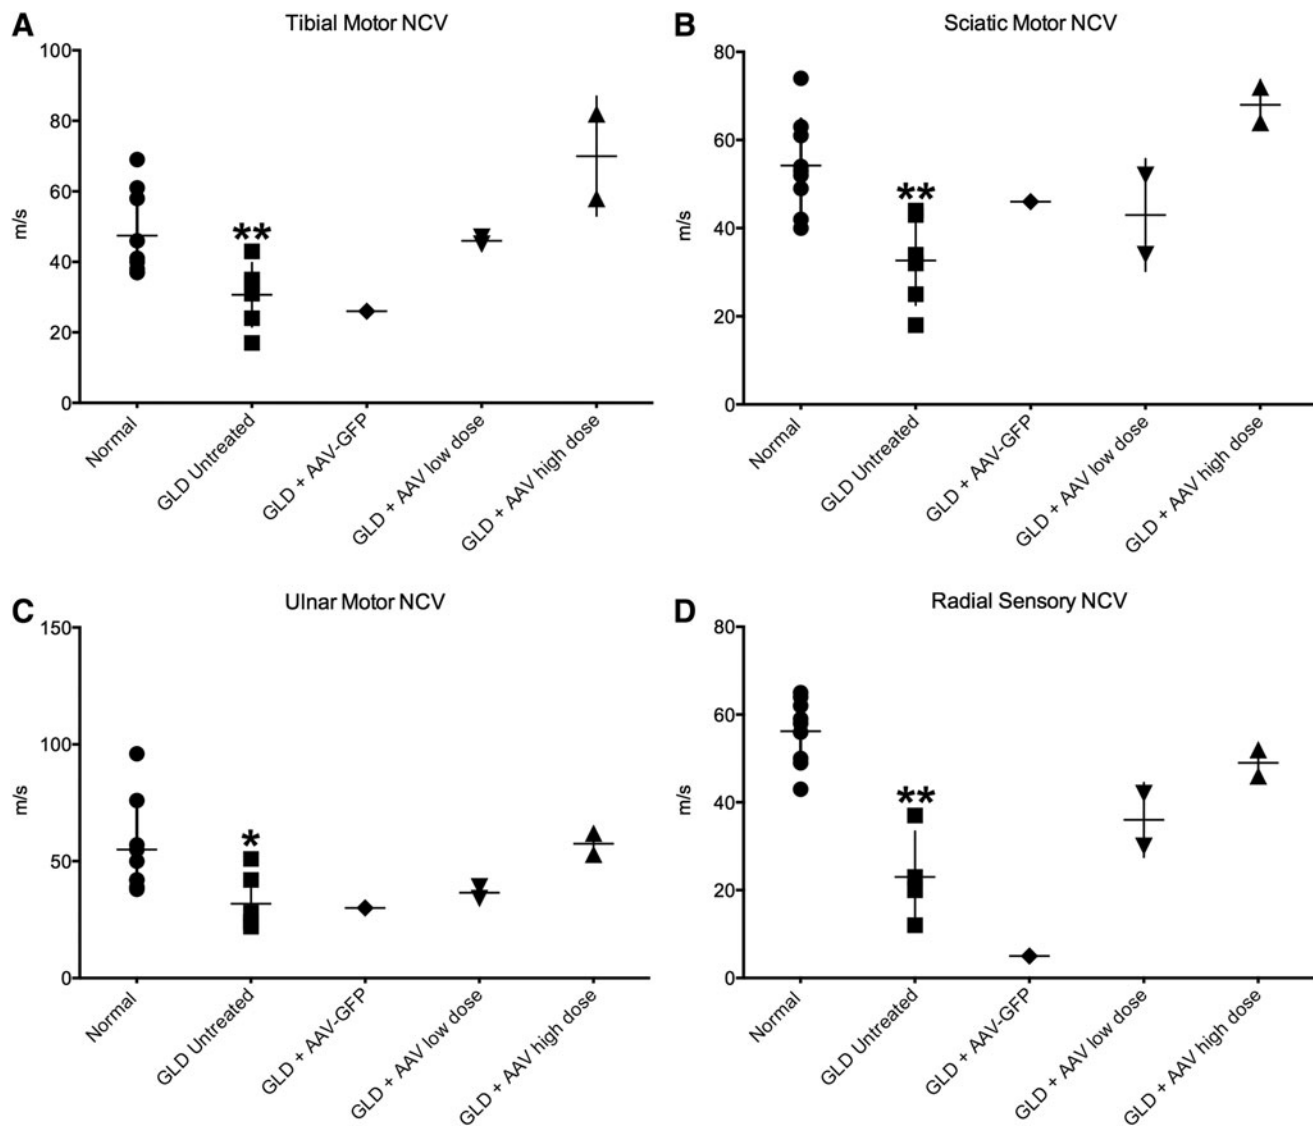 A
Tibial Motor NCV
100
80
60
40
20
0
m/s
**
Normal
GLD Untreated
GLD + AAV-GFP
GLD + AAV low dose
GLD + AAV high dose
B
Sciatic Motor NCV
80
60
40
20
0
m/s
**
Normal
GLD Untreated
GLD + AAV-GFP
GLD + AAV low dose
GLD + AAV high dose
C
Ulnar Motor NCV
150
100
50
0
m/s
*
Normal
GLD Untreated
GLD + AAV-GFP
GLD + AAV low dose
GLD + AAV high dose
D
Radial Sensory NCV
80
60
40
20
0
m/s
**
Normal
GLD Untreated
GLD + AAV-GFP
GLD + AAV low dose
GLD + AAV high dose